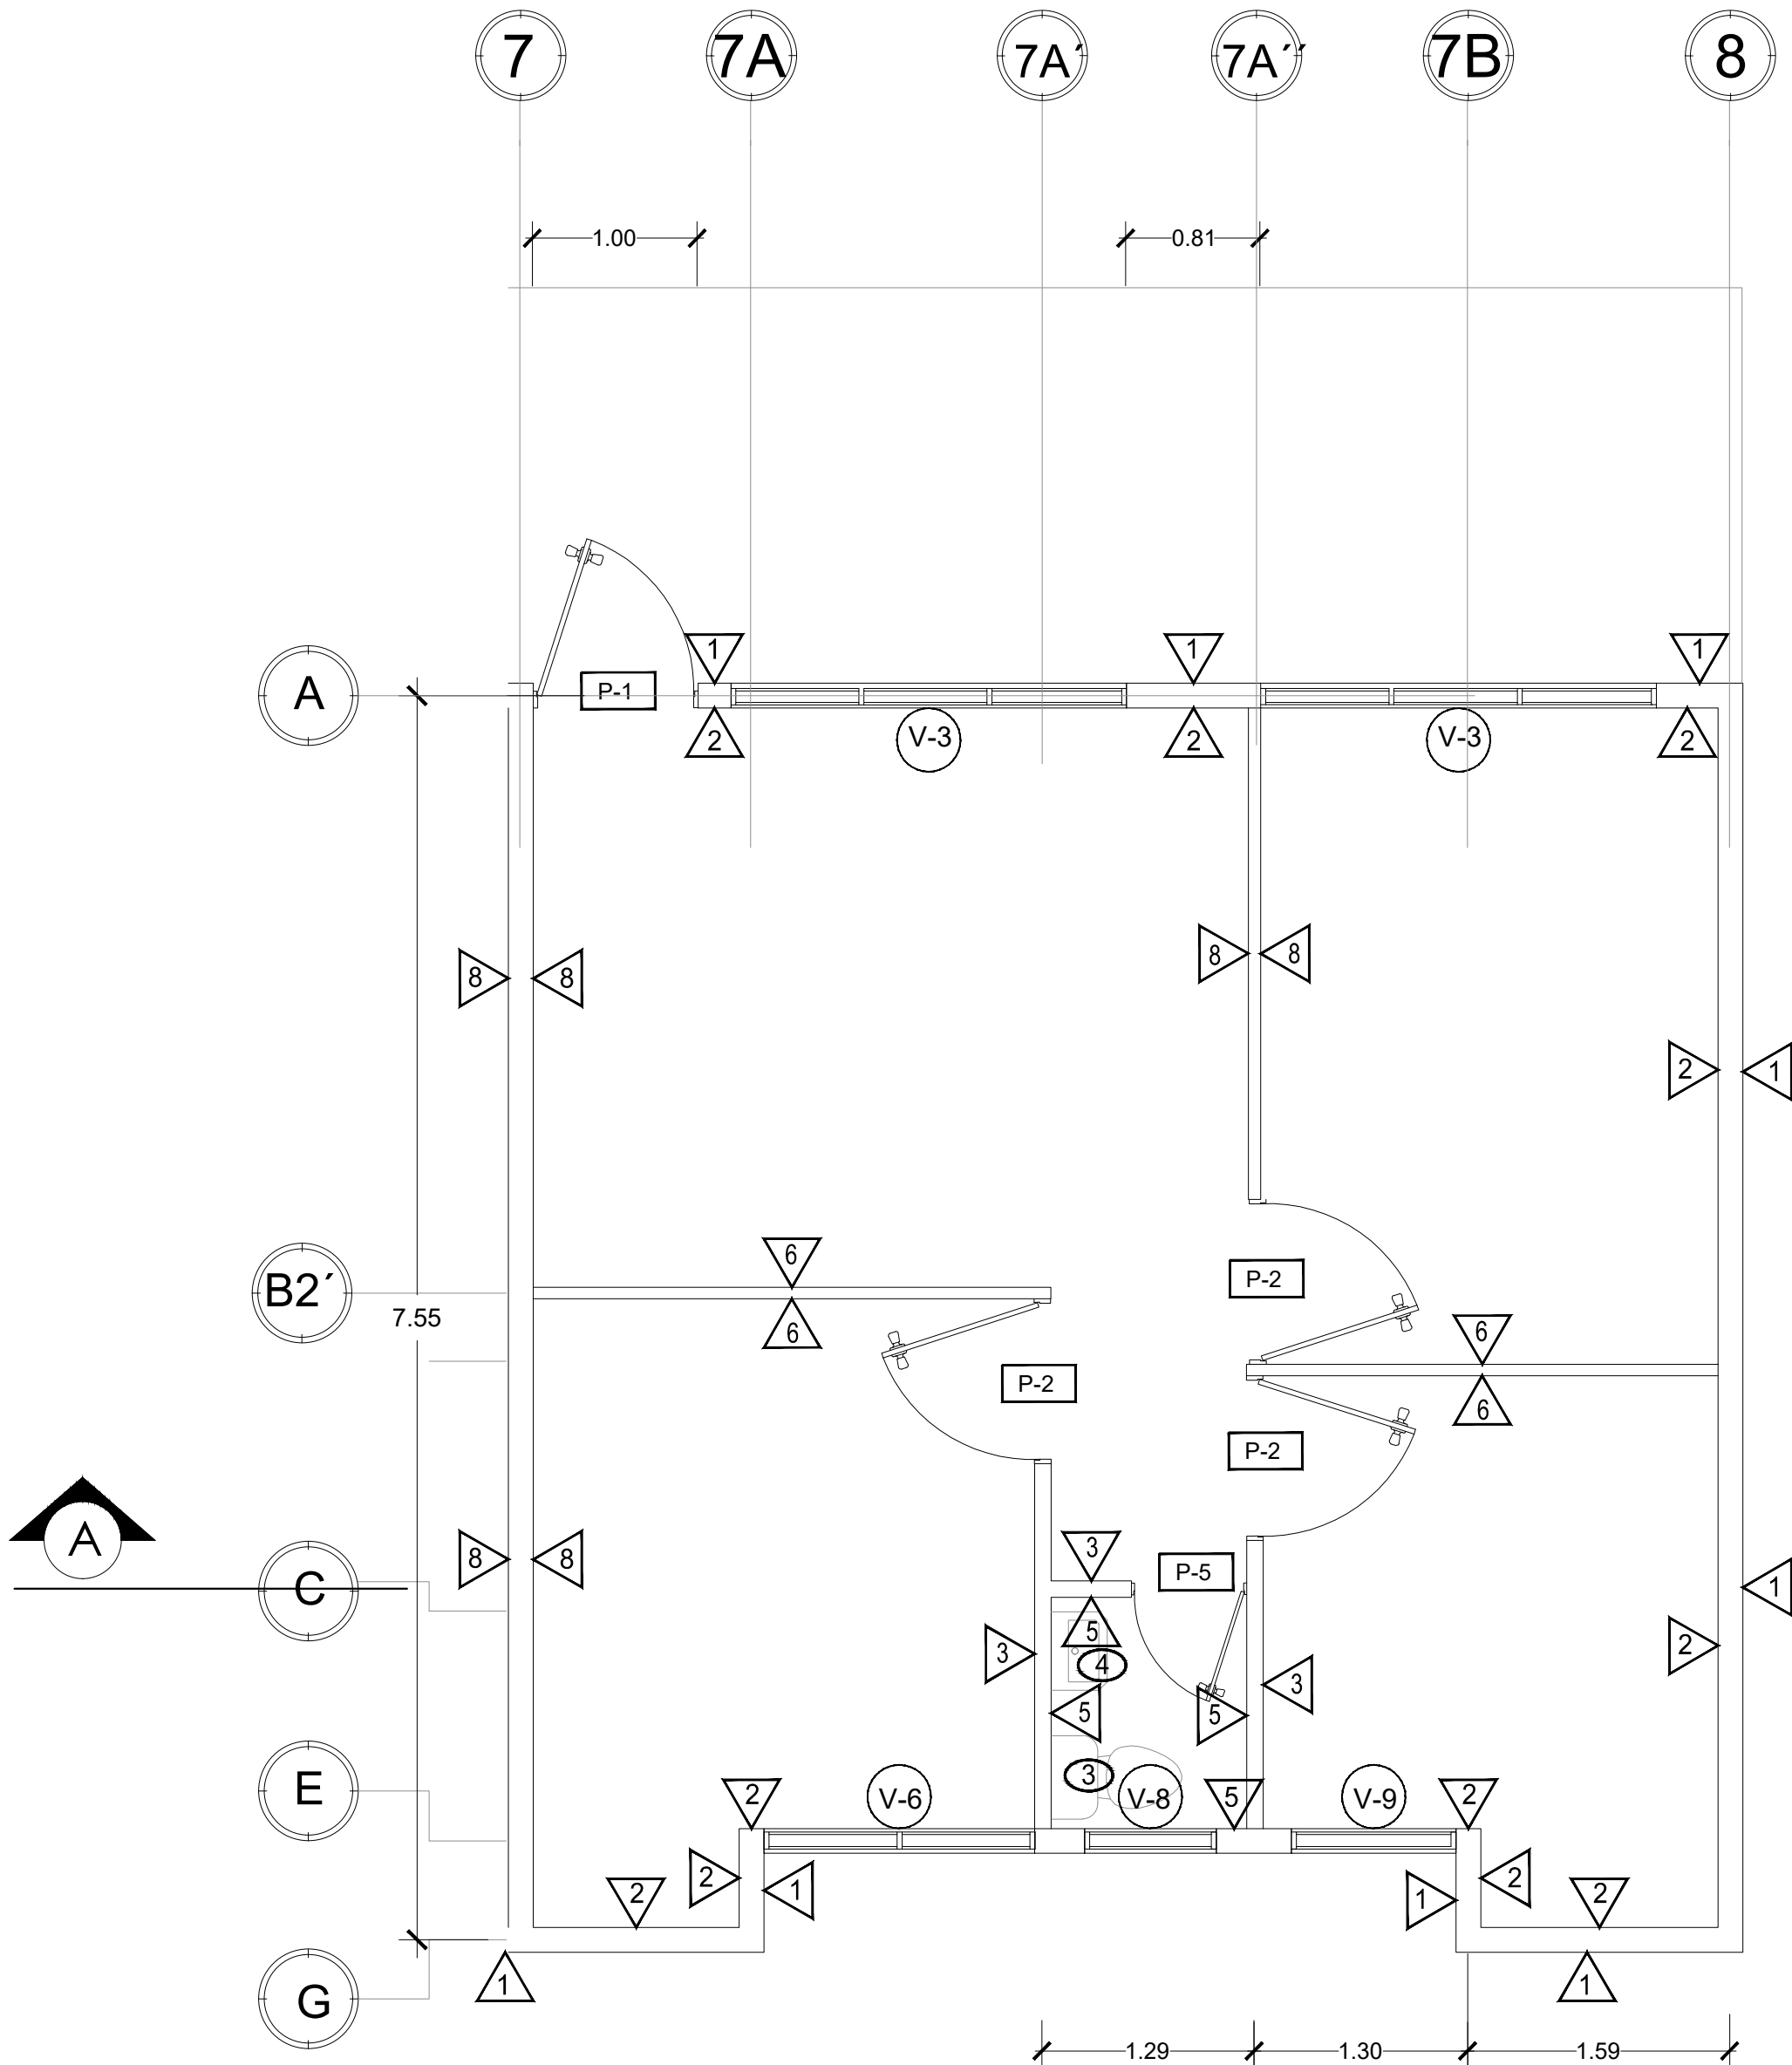 7 7A 7A´ 7A´´ 7B 8
1.00 0.81
1 1 1
A P-1
2 V-3 2 V-3 2
8 8
8 8
2 1
6 P-2
B2´
7.55 6 6
P-2 6
P-2
A 8 8 3 P-5
C 1
5 2
3 4 3
5 5
E 2 V-6 3 V-8 5 V-9 2
2 1 1 2
2 2
G 1 1
1.29 1.30 1.59